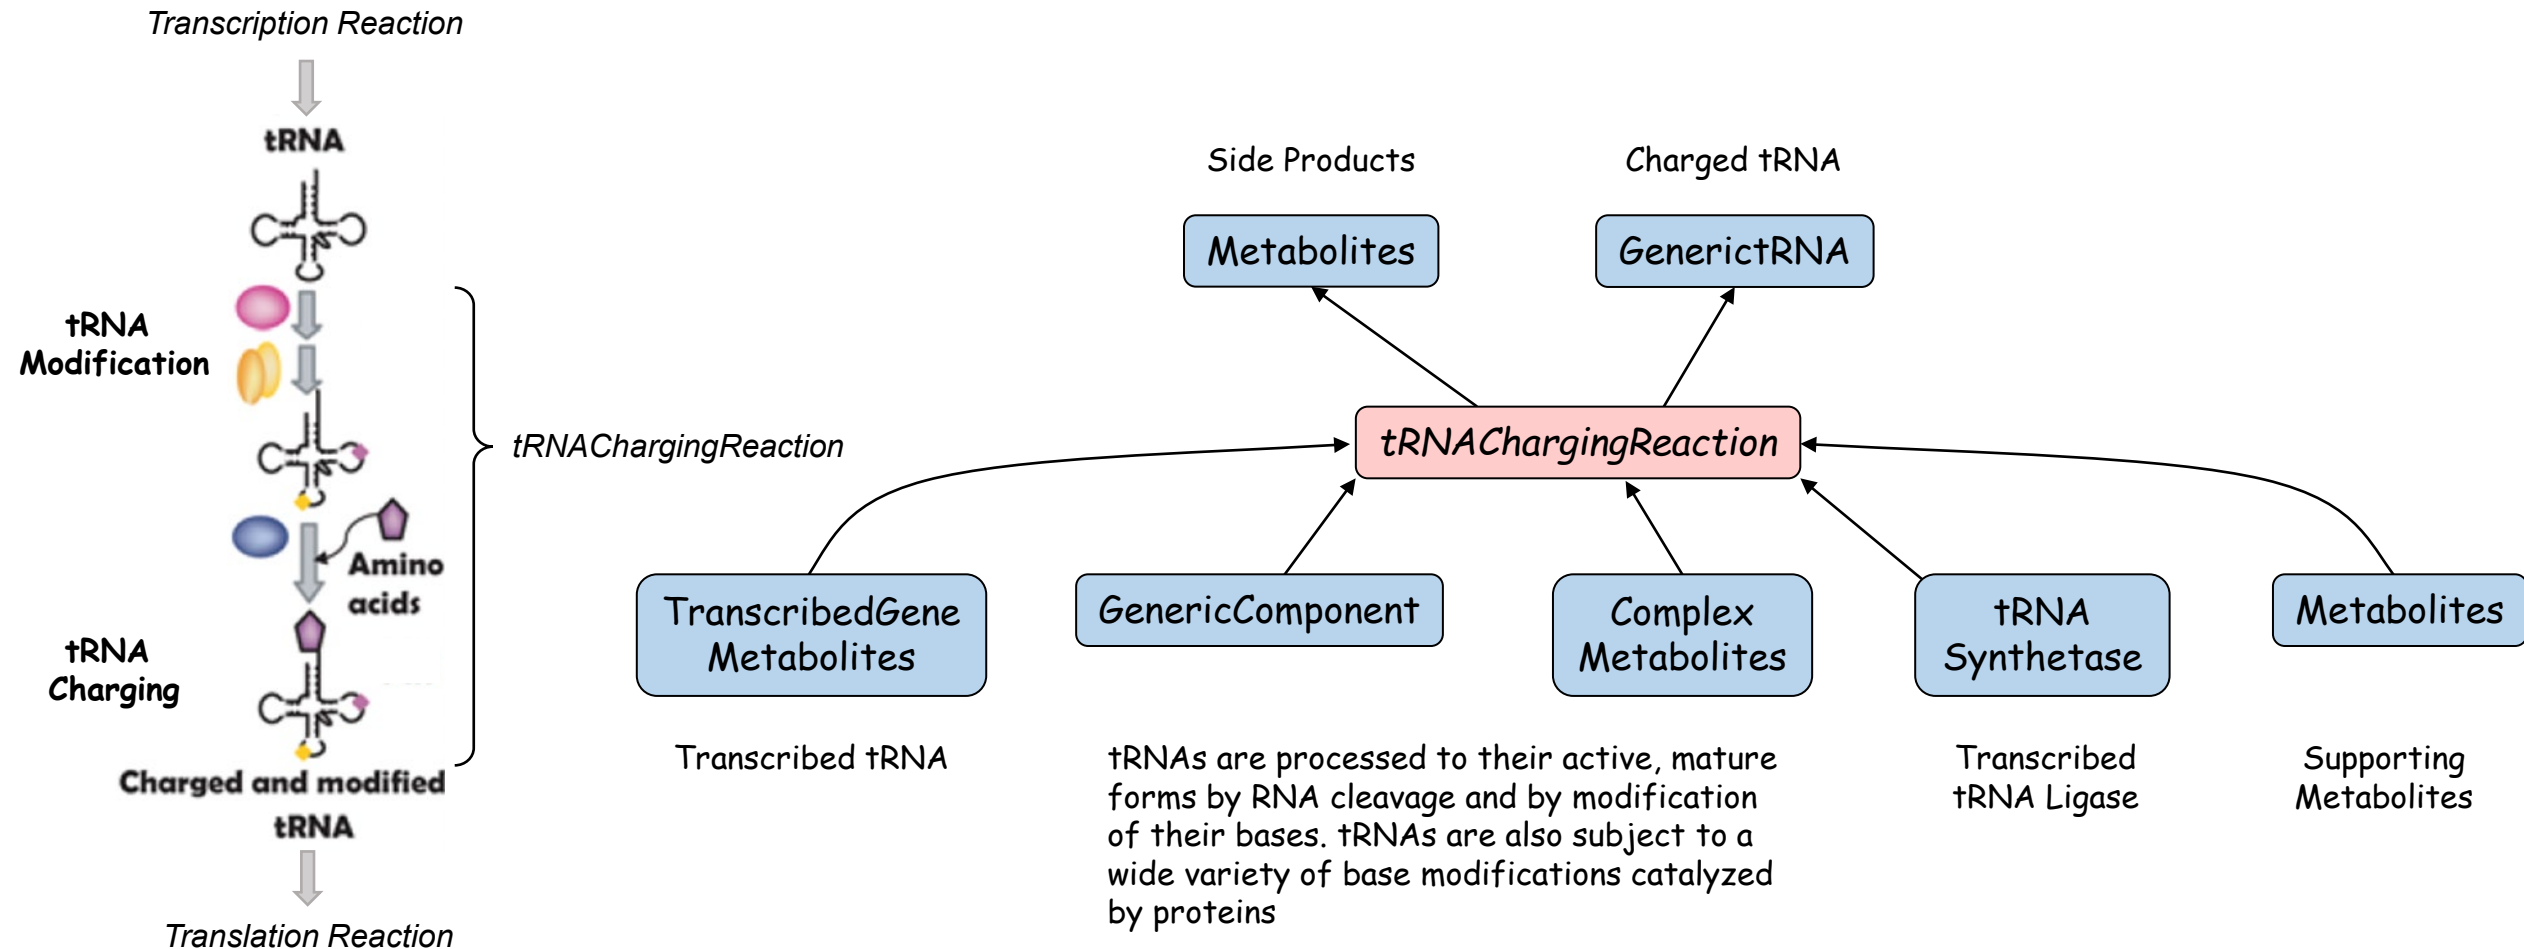 Transcription Reaction
tRNA
tRNA
Modification
tRNAChargingReaction
Amino
acids
tRNA
Charging
Charged and modified
tRNA
Translation Reaction
Side Products
Charged tRNA
Metabolites
GenerictRNA
tRNAChargingReaction
TranscribedGene
Metabolites
GenericComponent
Complex
Metabolites
tRNA
Synthetase
Metabolites
Transcribed tRNA
tRNAs are processed to their active, mature
forms by RNA cleavage and by modification
of their bases. tRNAs are also subject to a
wide variety of base modifications catalyzed
by proteins
Transcribed
tRNA Ligase
Supporting
Metabolites